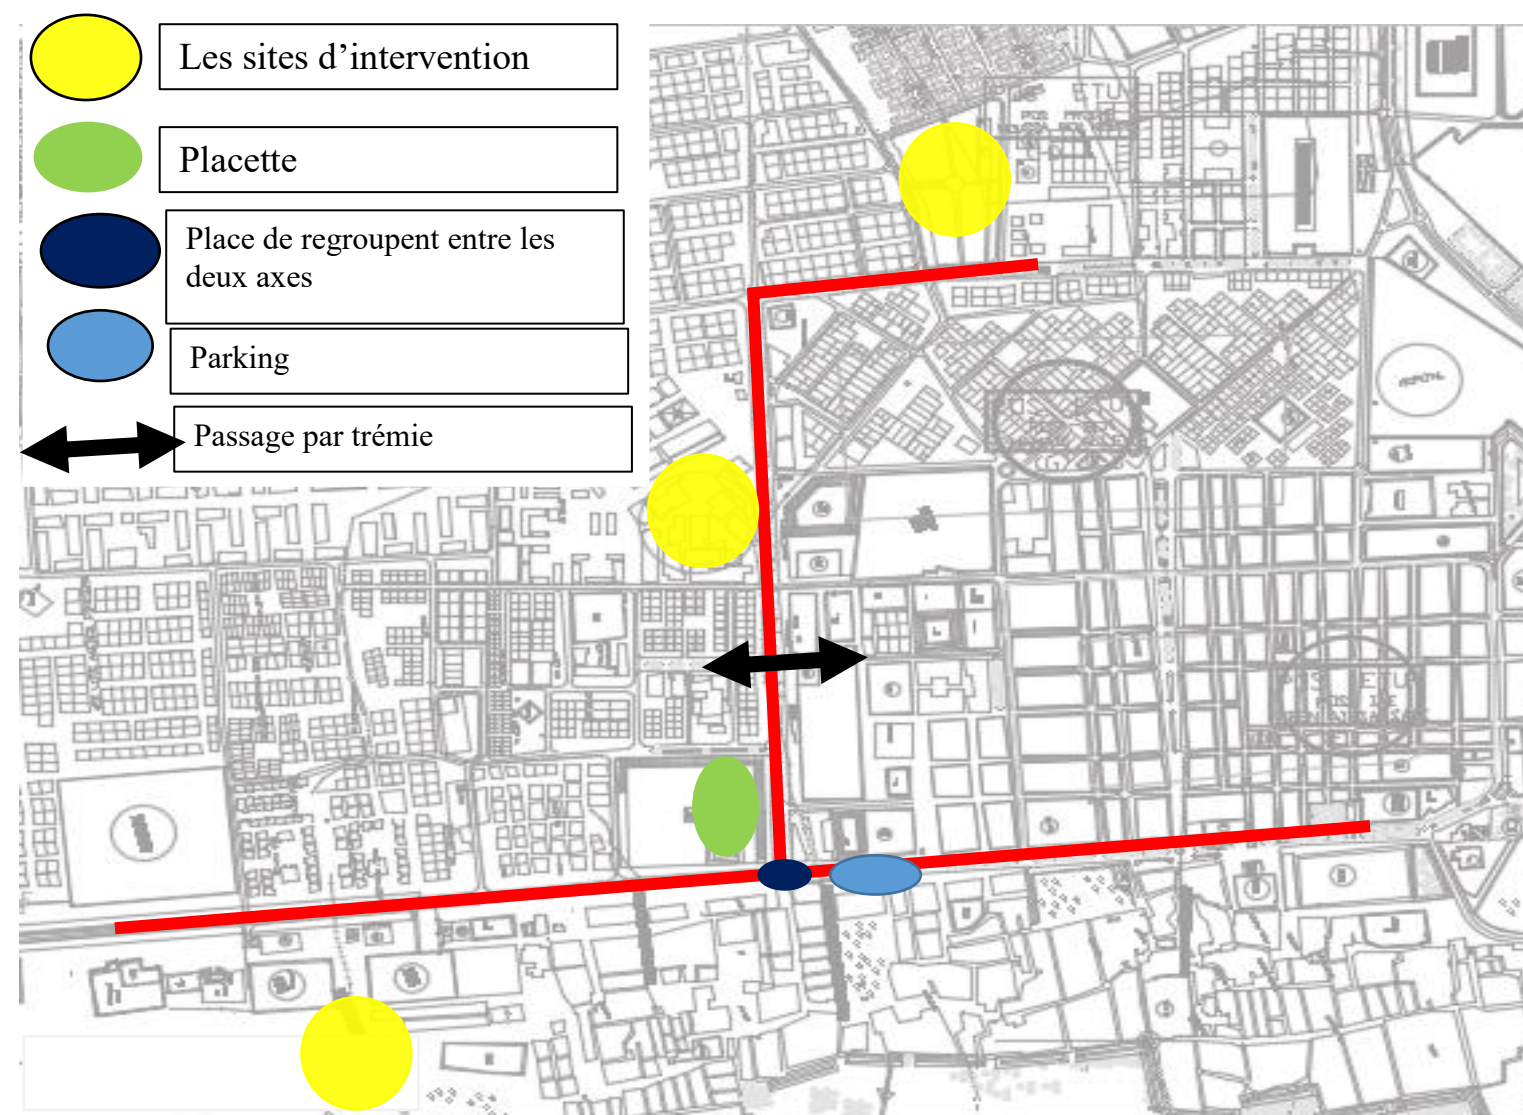 Les sites d’intervention
Placette
Place de regroupent entre les
deux axes
Parking
Passage par trémie